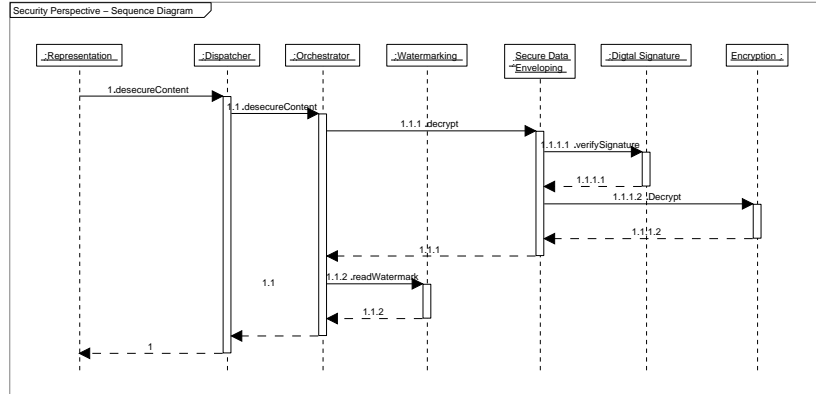 Security Perspective – Sequence Diagram
:Representation
:Dispatcher
:Orchestrator
:Watermarking
Secure Data
:Enveloping
:Digtal Signature
Encryption :
1.desecureContent
1.1 .desecureContent
1.1.1 .decrypt
1.1.1.1 .verifySignature
1.1.1.1
1.1.1.2 .Decrypt
1.1.1.2
1.1.1
1.1
1.1.2 .readWatermark
1.1.2
1